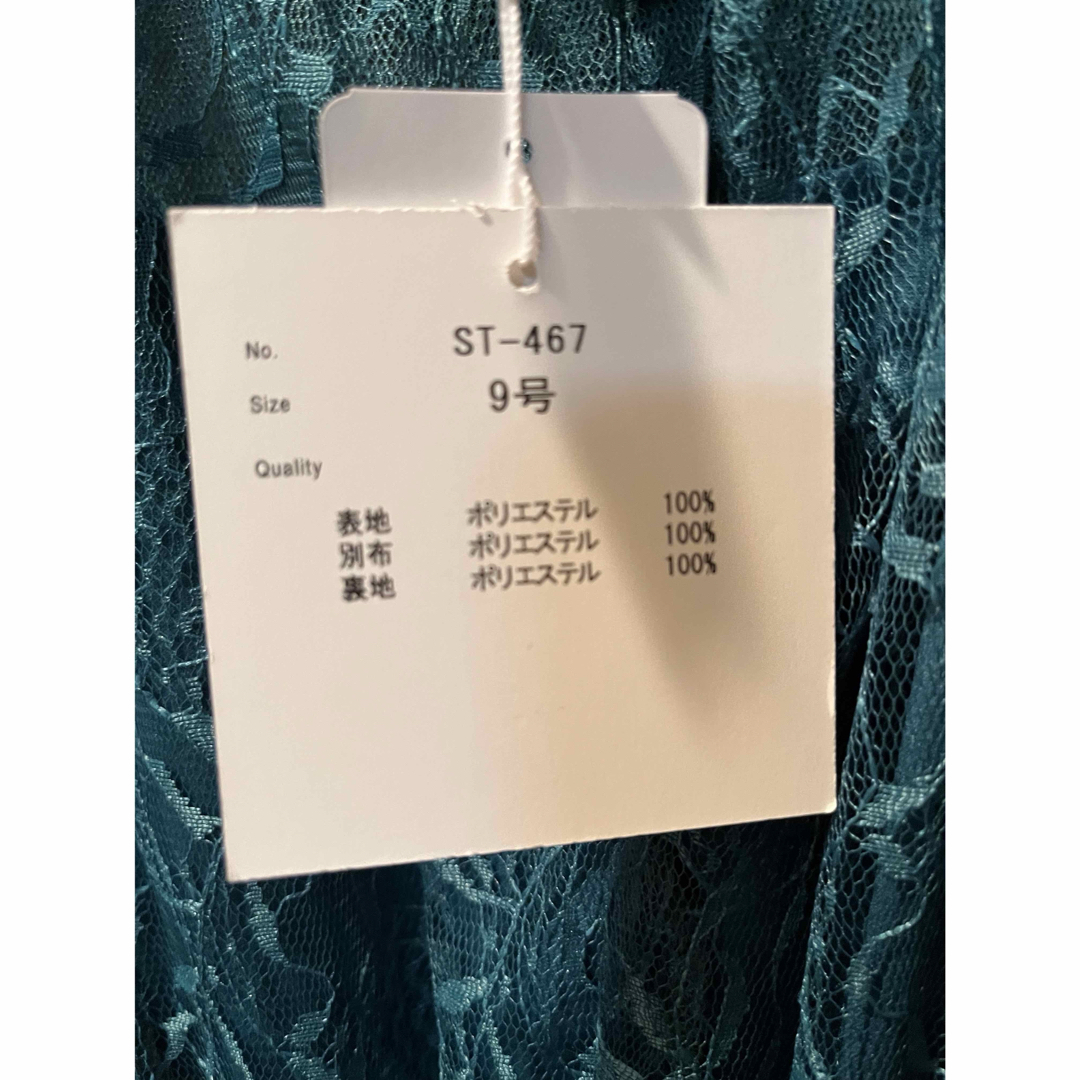 No. ST-467
Size 9号
Quality
表地 ポリエステル 100%
別布 ポリエステル 100%
裏地 ポリエステル 100%